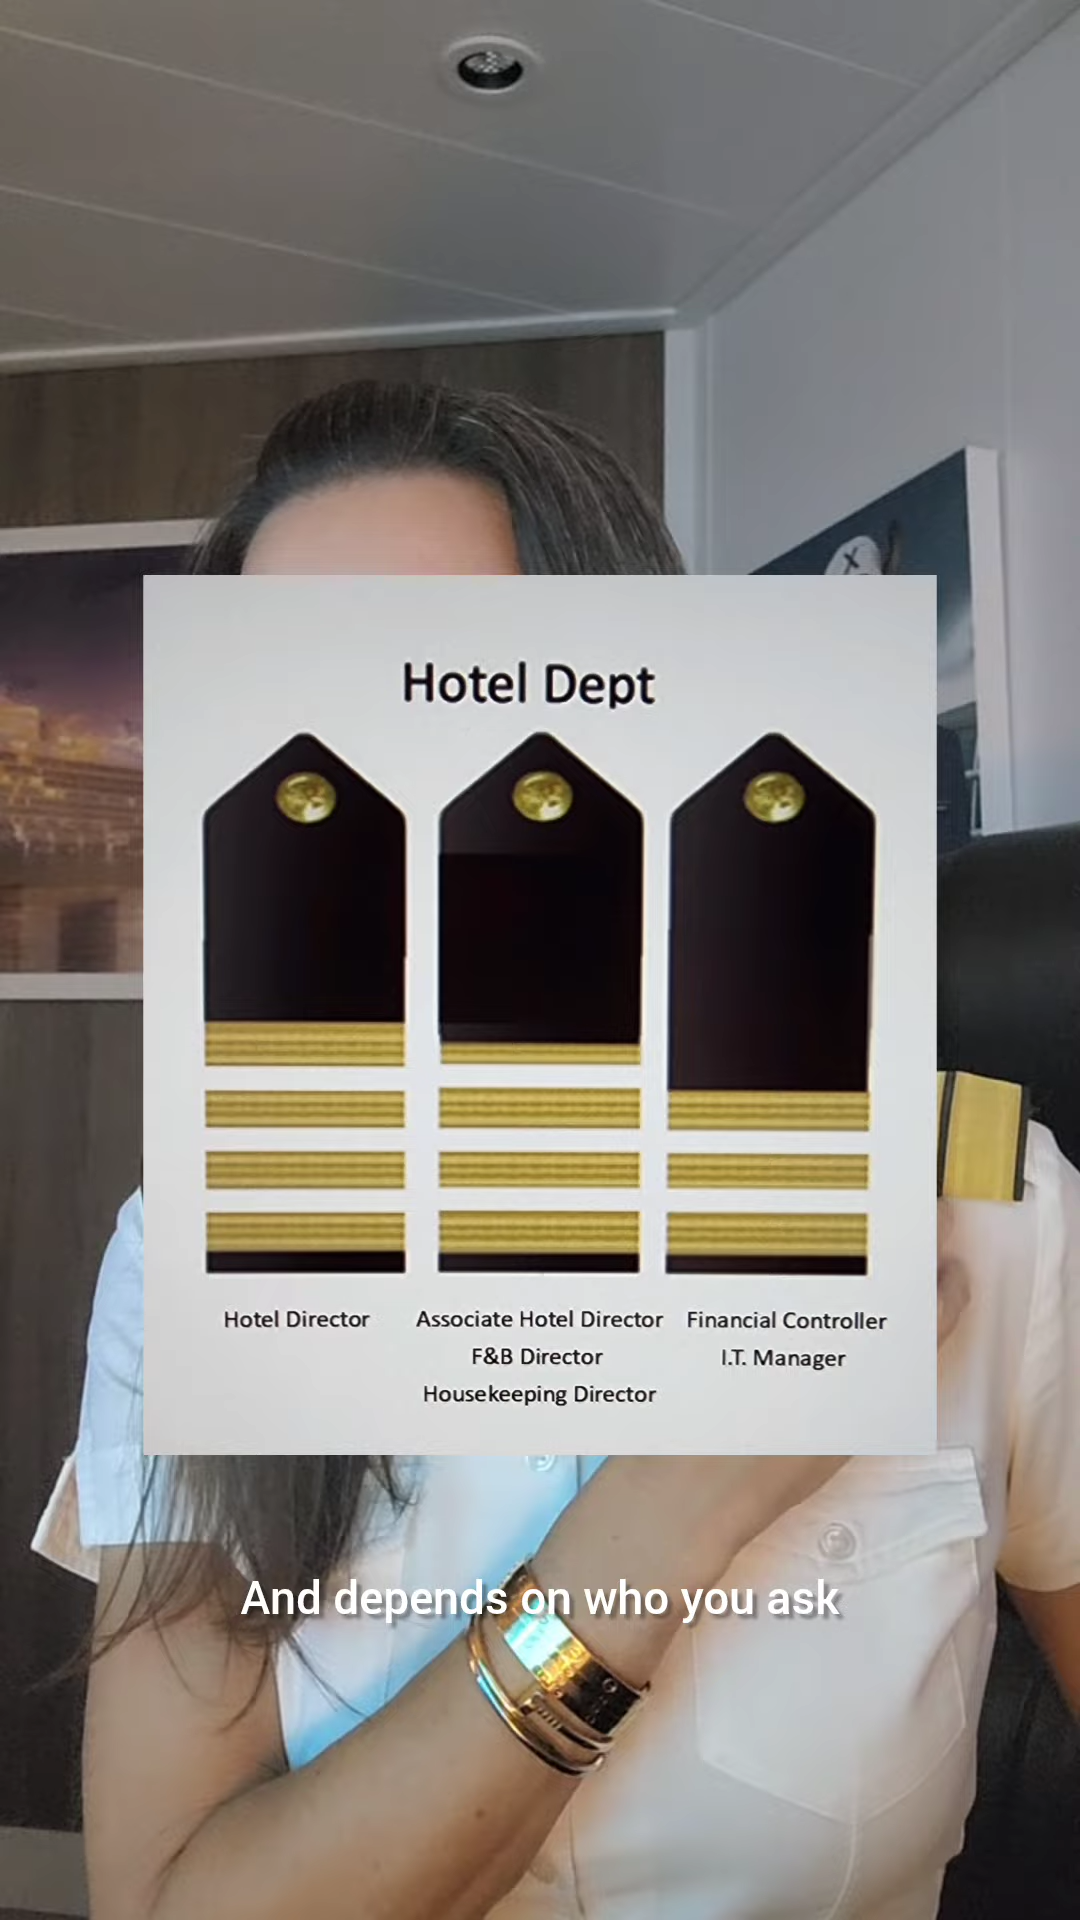 Hotel Dept
Hotel Director
Associate Hotel Director
F&B Director
Housekeeping Director
Financial Controller
I.T. Manager
And depends on who you ask